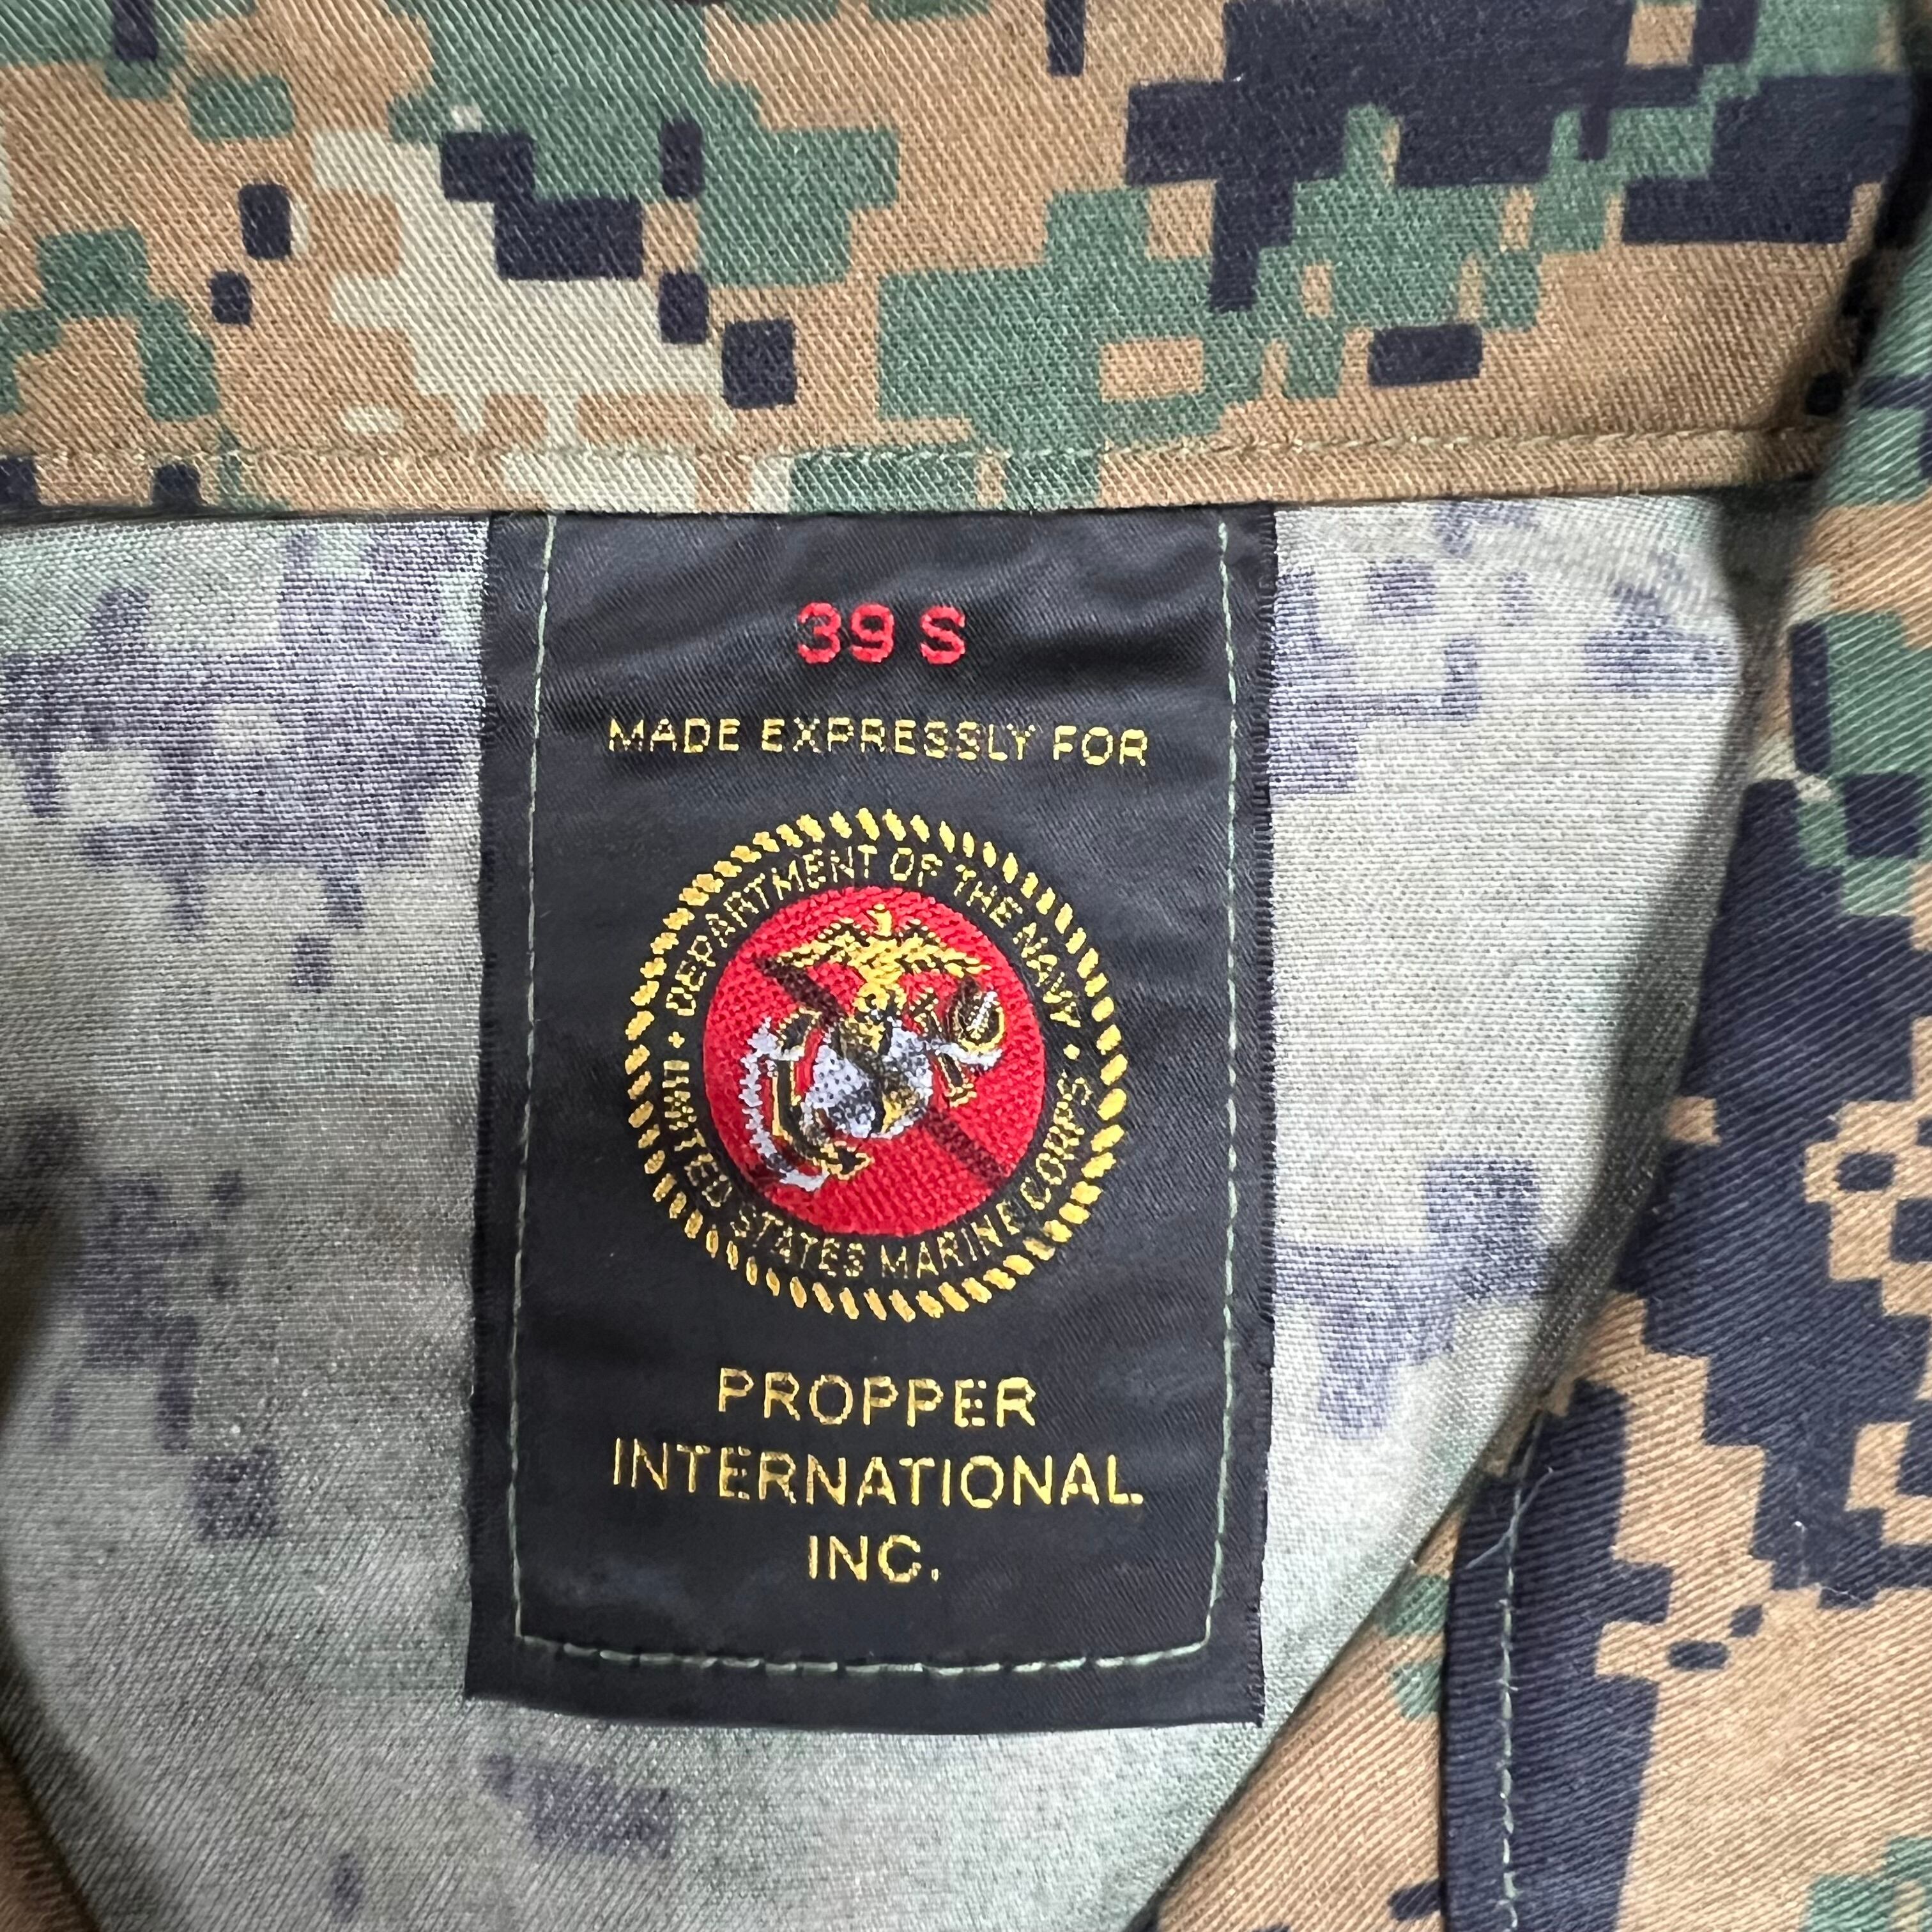 39 S
MADE EXPRESSLY FOR
DEPARTMENT OF THE NAVY
UNITED STATES MARINE CORPS
PROPPER
INTERNATIONAL
INC.